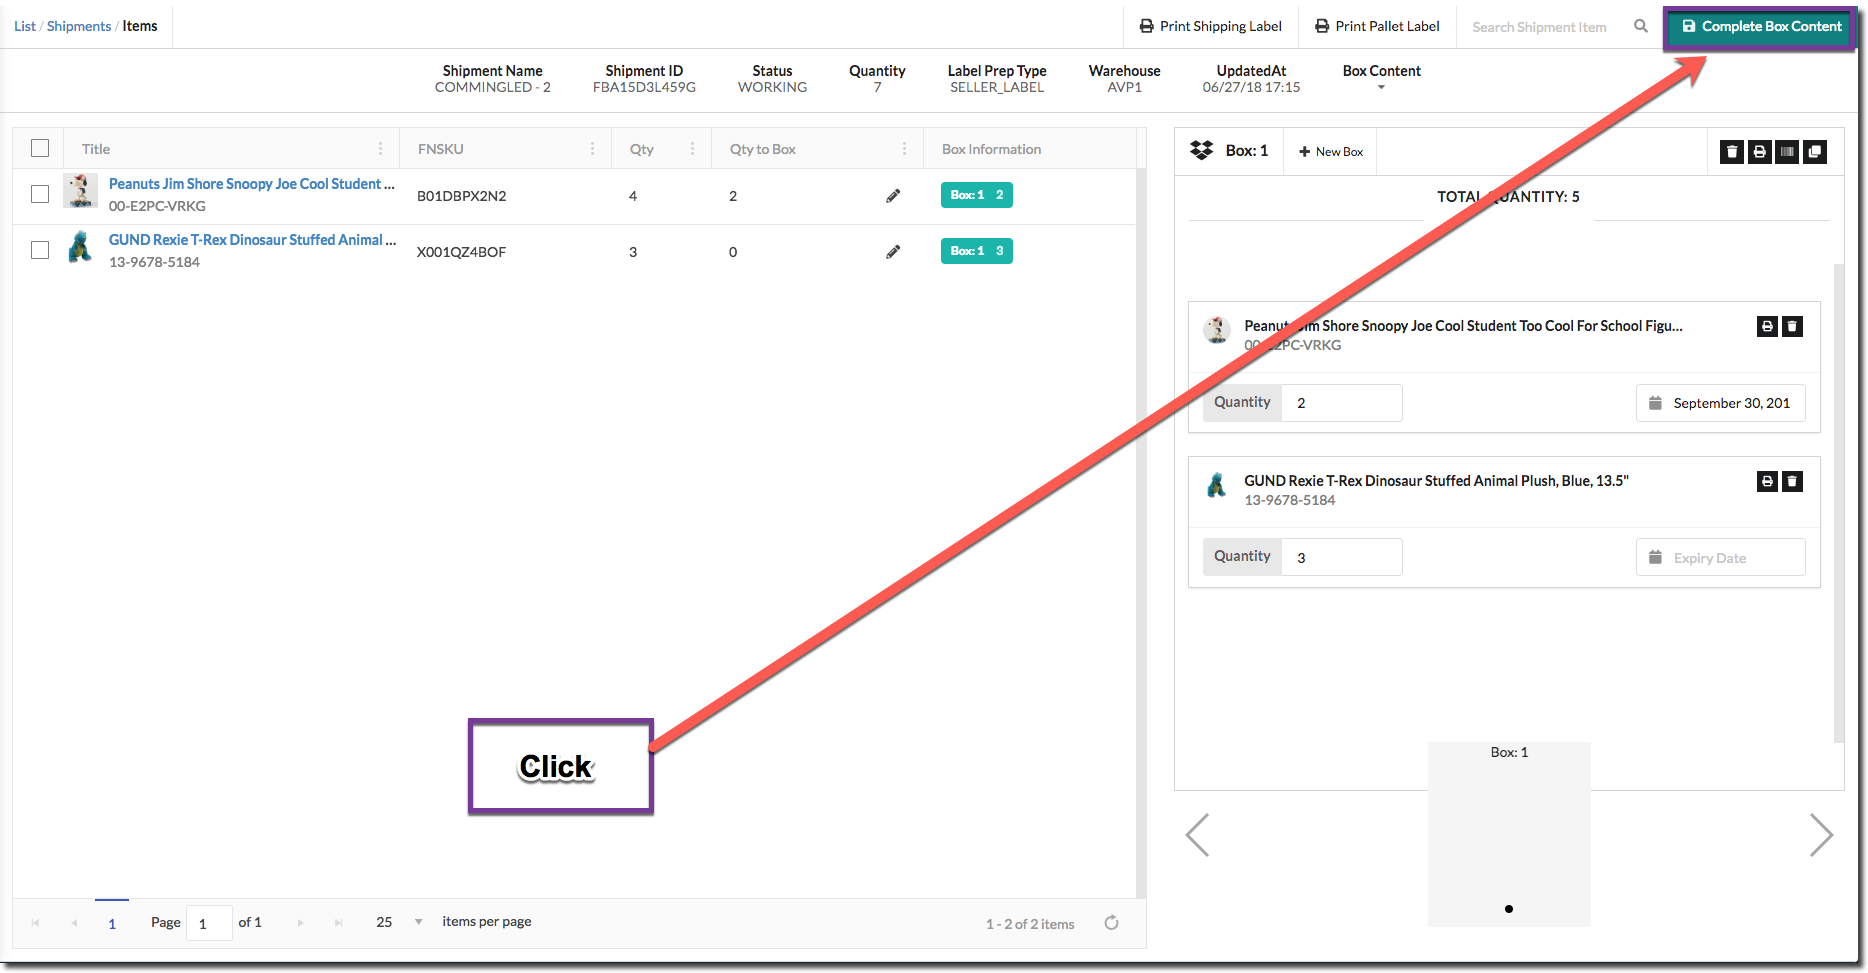 List / Shipments / Items
Print Shipping Label
Print Pallet Label
Search Shipment Item
Complete Box Content
Shipment Name
COMMINGLED - 2
Shipment ID
FBA15D3L459G
Status
WORKING
Quantity
7
Label Prep Type
SELLER_LABEL
Warehouse
AVP1
UpdatedAt
06/27/18 17:15
Box Content
Title
FNSKU
Qty
Qty to Box
Box Information
Peanuts Jim Shore Snoopy Joe Cool Student ...
00-E2PC-VRKG
B01DBPX2N2
4
2
Box: 1 2
GUND Rexie T-Rex Dinosaur Stuffed Animal ...
13-9678-5184
X001QZ4BOF
3
0
Box: 1 3
Click
1
Page 1 of 1
25 items per page
1 - 2 of 2 items
Box: 1
+ New Box
TOTAL QUANTITY: 5
Peanuts Jim Shore Snoopy Joe Cool Student Too Cool For School Figu...
00-E2PC-VRKG
Quantity 2
September 30, 201
GUND Rexie T-Rex Dinosaur Stuffed Animal Plush, Blue, 13.5"
13-9678-5184
Quantity 3
Expiry Date
Box: 1